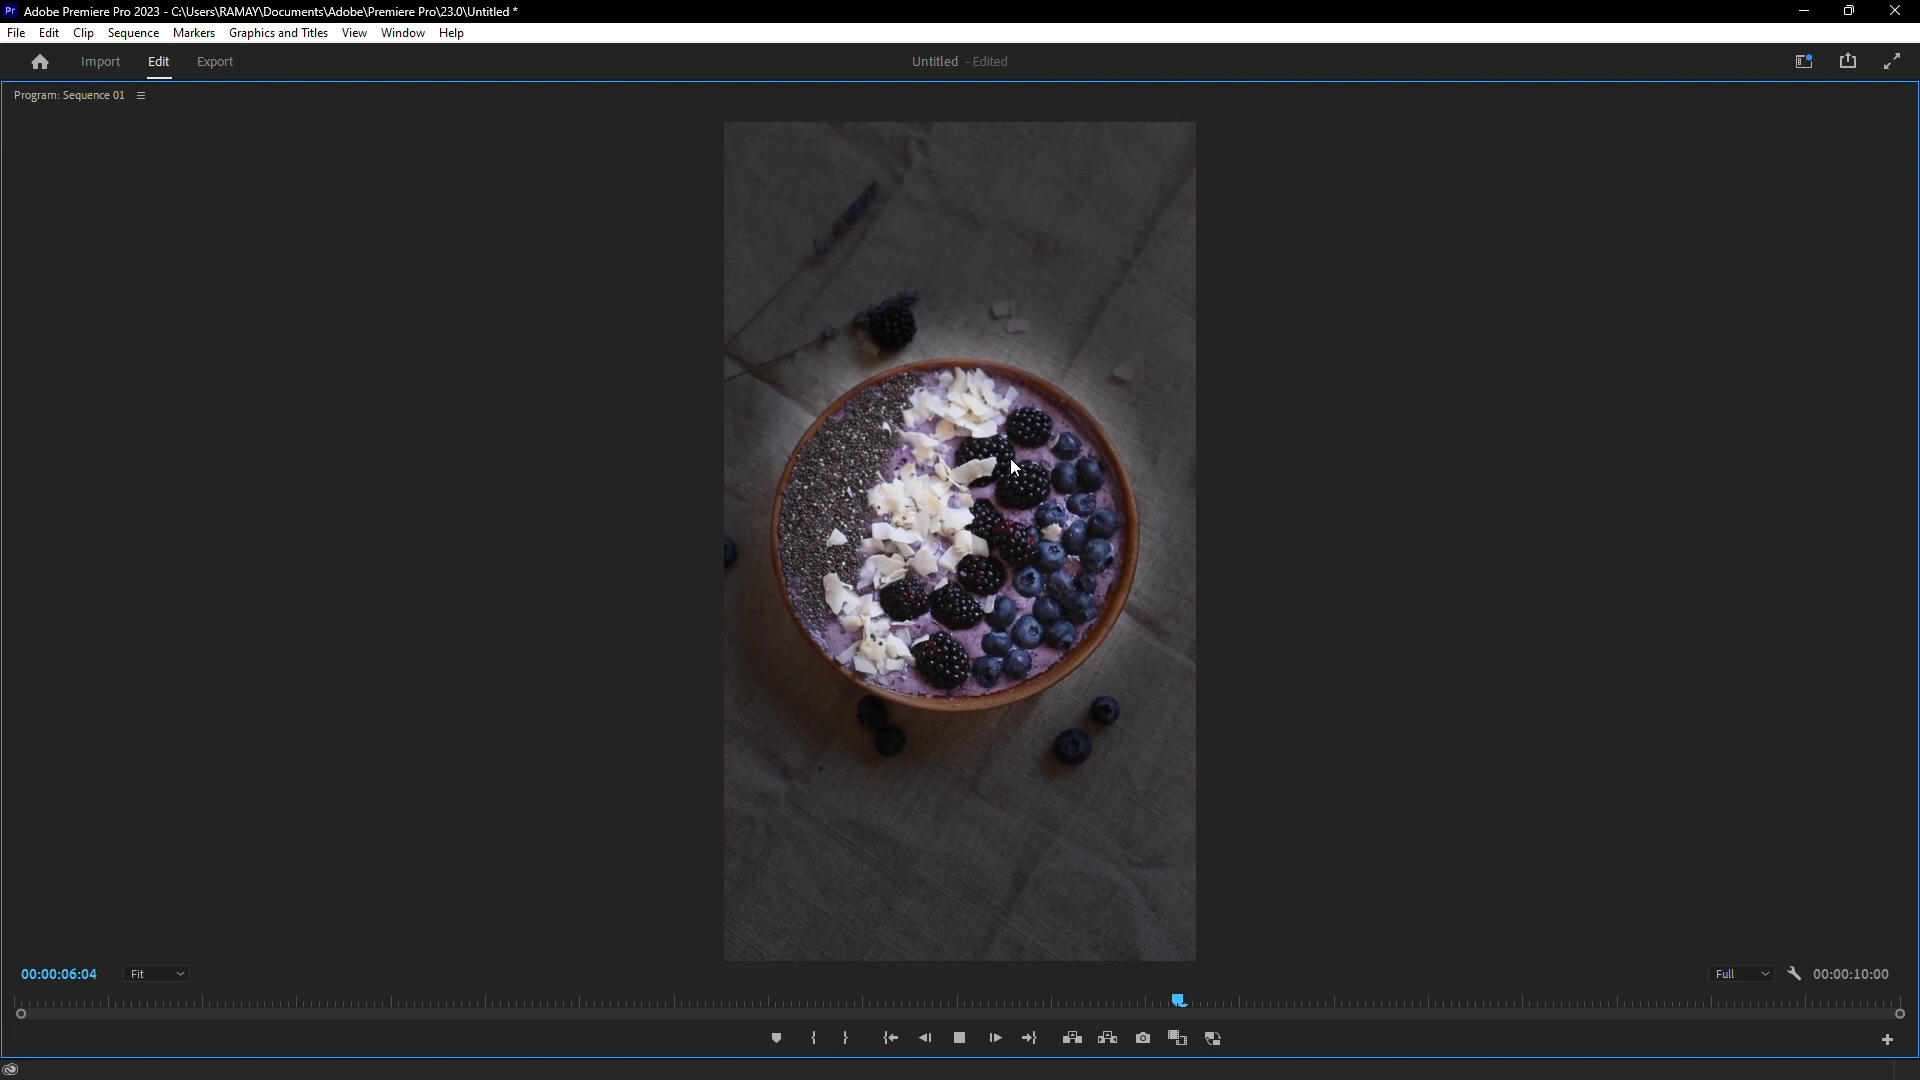 Pr Adobe Premiere Pro 2023 - C:\Users\RAMAY\Documents\Adobe\Premiere Pro\23.0\Untitled *
File Edit Clip Sequence Markers Graphics and Titles View Window Help
Import Edit Export Untitled - Edited
Program: Sequence 01
00:00:06:04 Fit Full 00:00:10:00